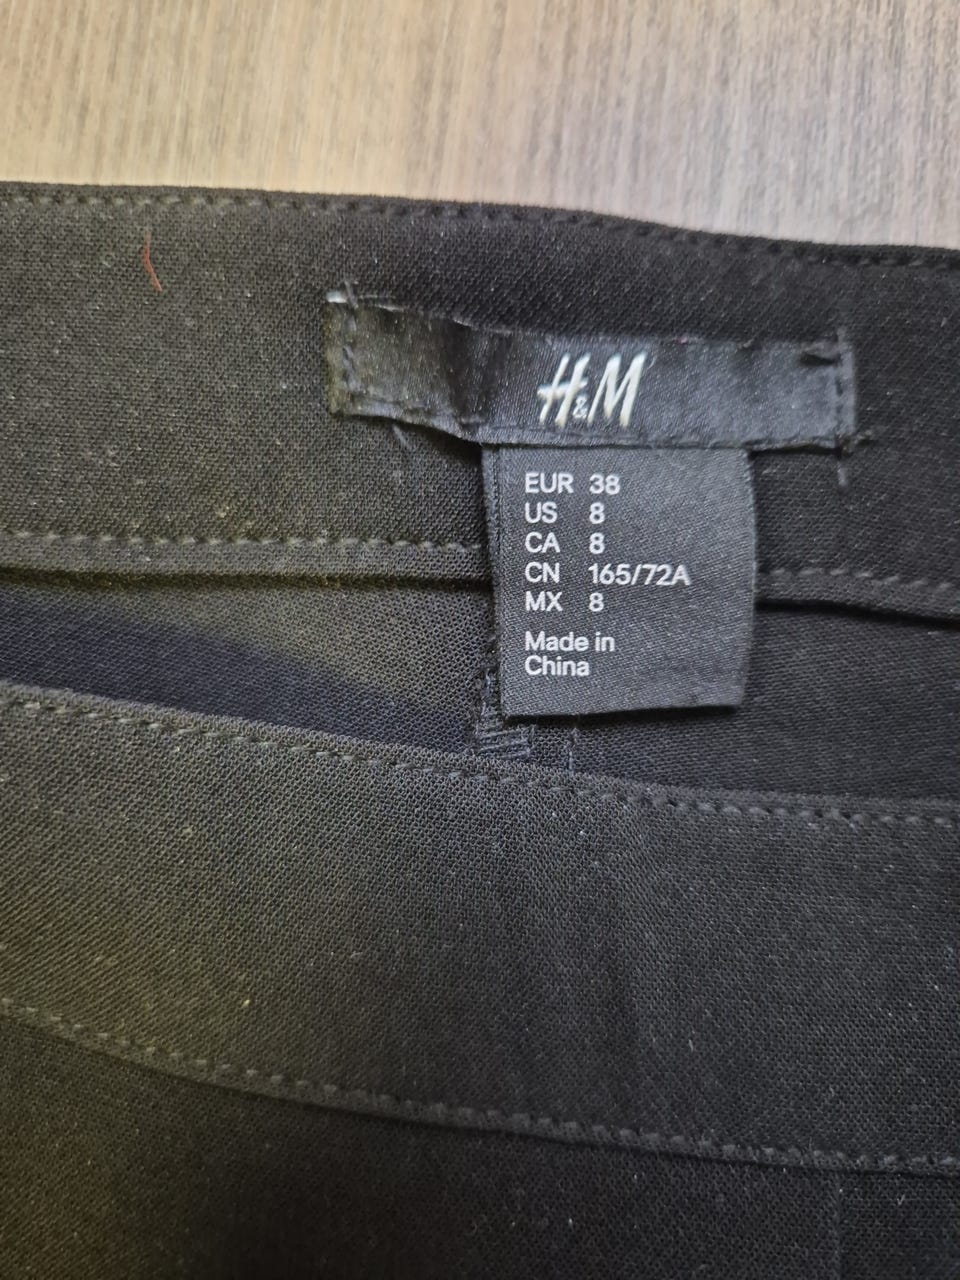 H&M
EUR 38
US 8
CA 8
CN 165/72A
MX 8
Made in
China